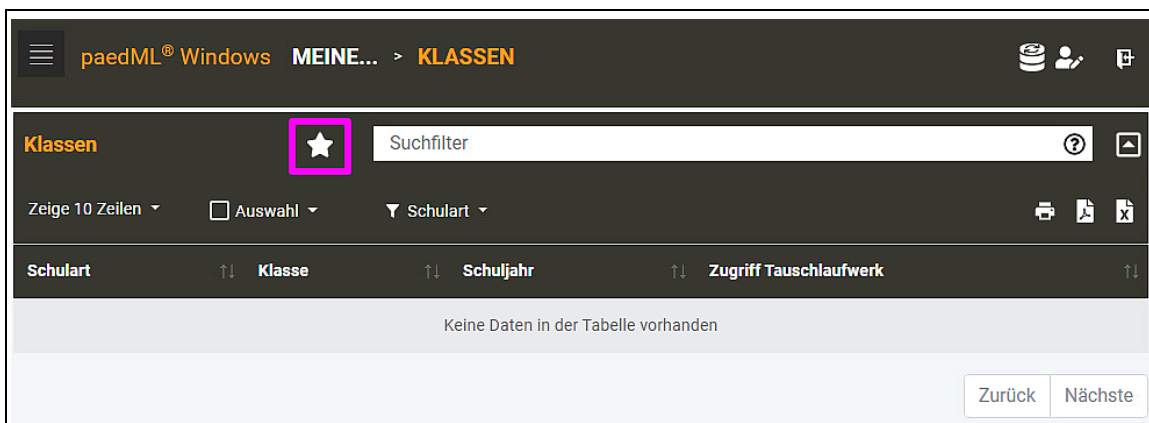 paedML® Windows MEINE... > KLASSEN
Klassen Suchfilter
Zeige 10 Zeilen Auswahl Schulart
Schulart Klasse Schuljahr Zugriff Tauschlaufwerk
Keine Daten in der Tabelle vorhanden
Zurück Nächste